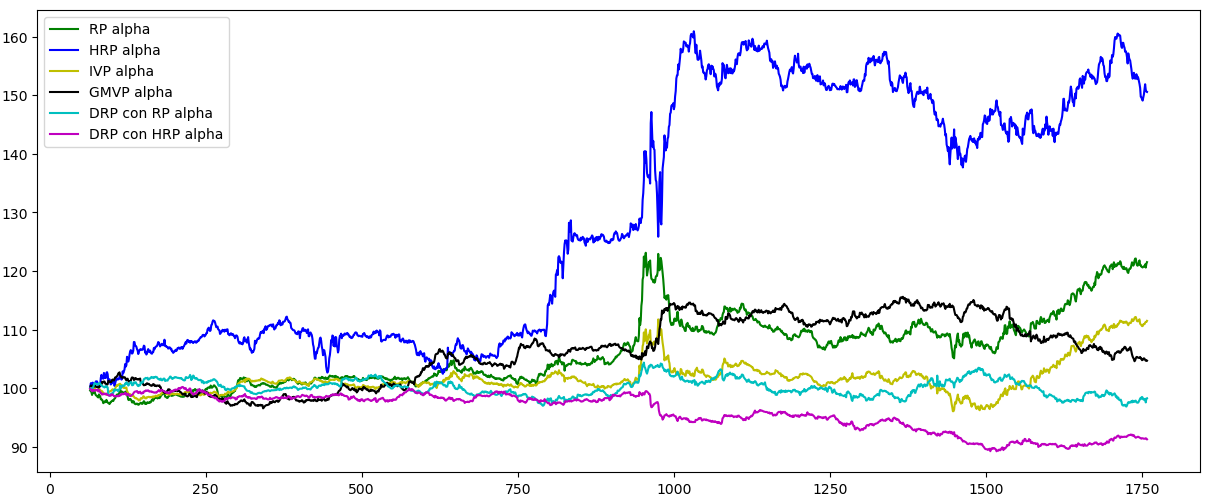 RP alpha
HRP alpha
IVP alpha
GMVP alpha
DRP con RP alpha
DRP con HRP alpha
160
150
140
130
120
110
100
90
0 250 500 750 1000 1250 1500 1750